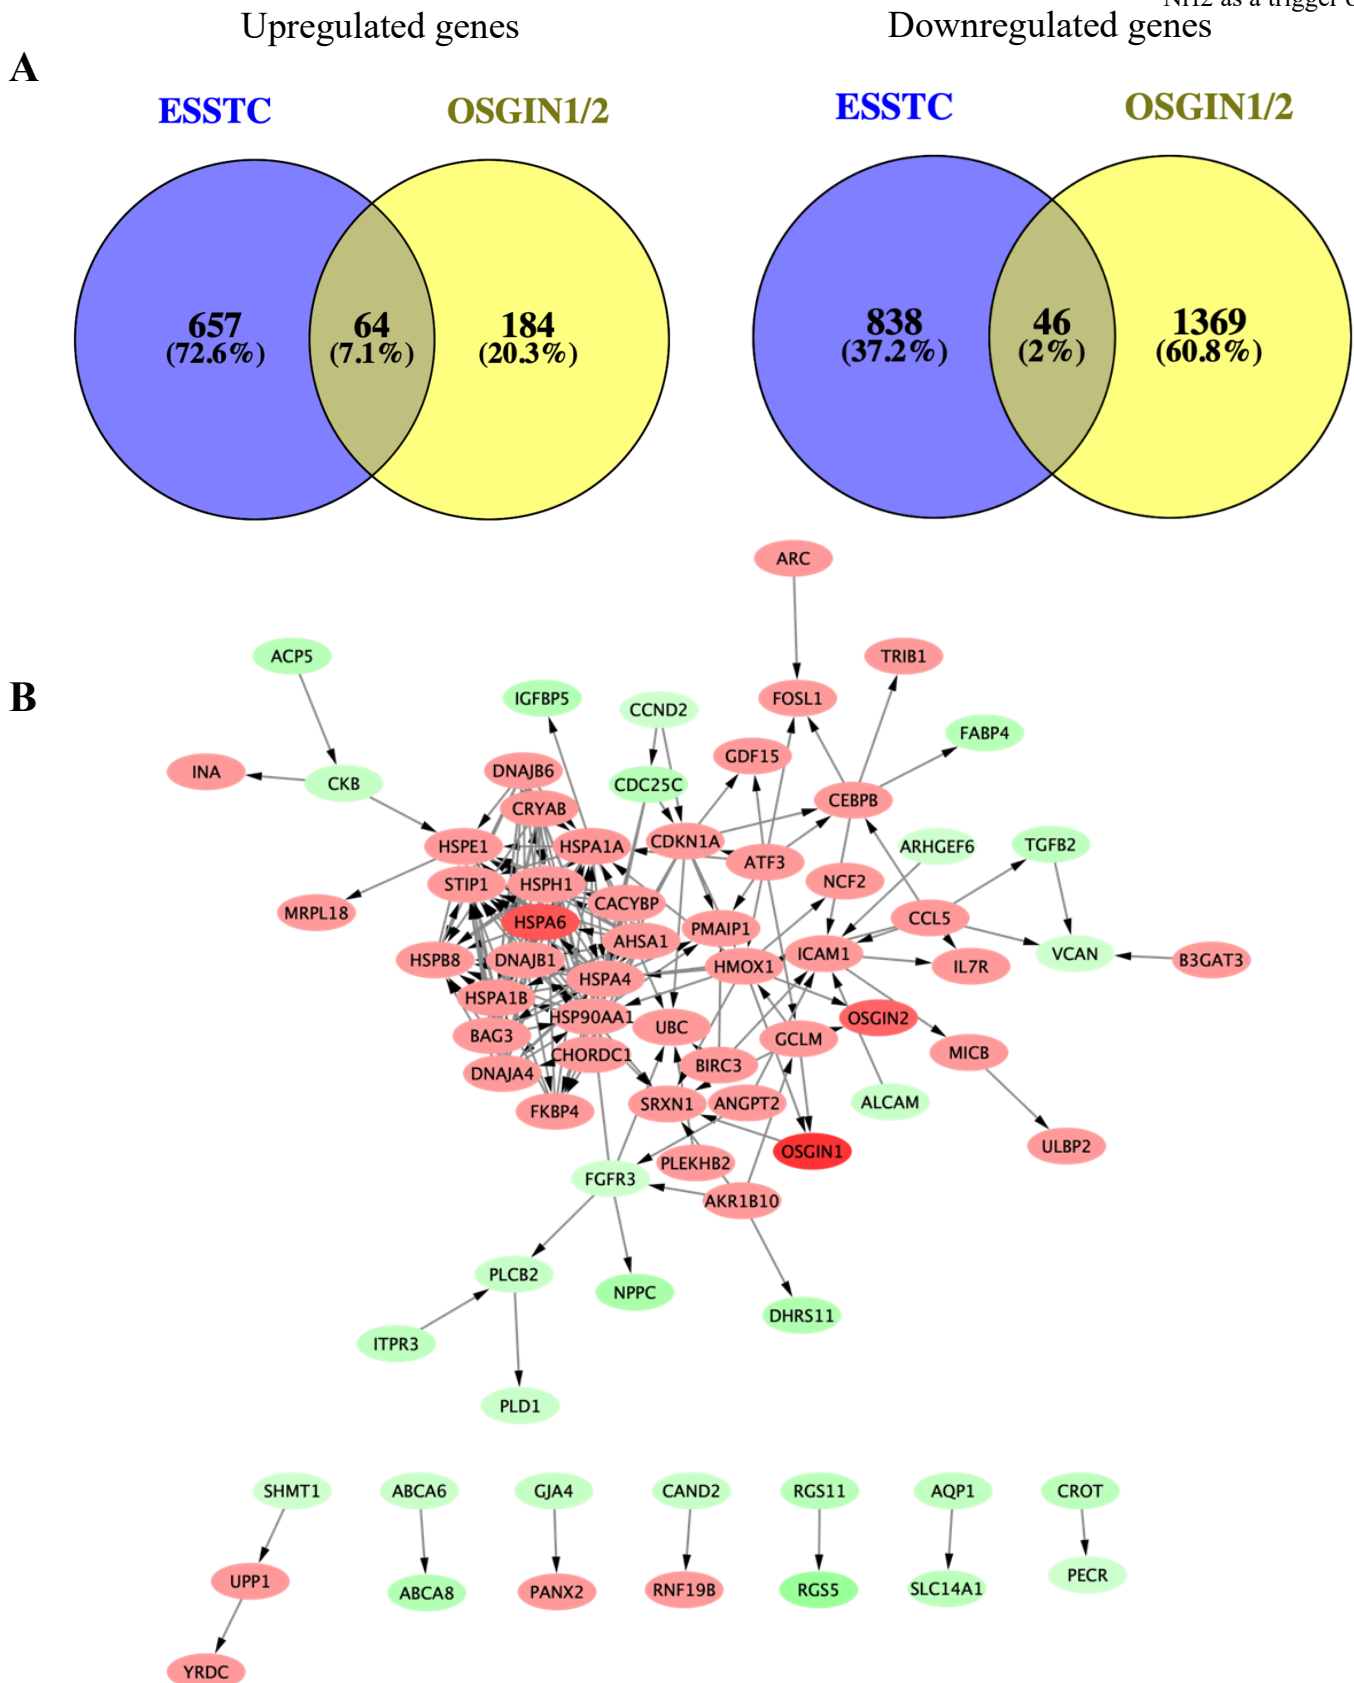 Upregulated genes
Downregulated genes
A
ESSTC
OSGIN1/2
ESSTC
OSGIN1/2
657
(72.6%)
64
(7.1%)
184
(20.3%)
838
(37.2%)
46
(2%)
1369
(60.8%)
B
ARC
ACP5
TRIB1
IGFBP5
CCND2
FOSL1
FABP4
INA
CKB
DNAJB6
CDC25C
GDF15
CRYAB
CEBPB
HSPE1
HSPA1A
CDKN1A
ATF3
ARHGEF6
TGFB2
STIP1
HSPH1
NCF2
MRPL18
CACYBP
HSPA6
PMAIP1
CCL5
AHSA1
HSPB8
DNAJB1
HSPA4
HMOX1
ICAM1
IL7R
VCAN
B3GAT3
HSPA1B
HSP90AA1
OSGIN2
BAG3
UBC
GCLM
MICB
CHORDC1
BIRC3
DNAJA4
FKBP4
SRXN1
ANGPT2
ALCAM
OSGIN1
ULBP2
PLEKHB2
FGFR3
AKR1B10
PLCB2
NPPC
DHRS11
ITPR3
PLD1
SHMT1
ABCA6
GJA4
CAND2
RGS11
AQP1
CROT
UPP1
ABCA8
PANX2
RNF19B
RGS5
SLC14A1
PECR
YRDC